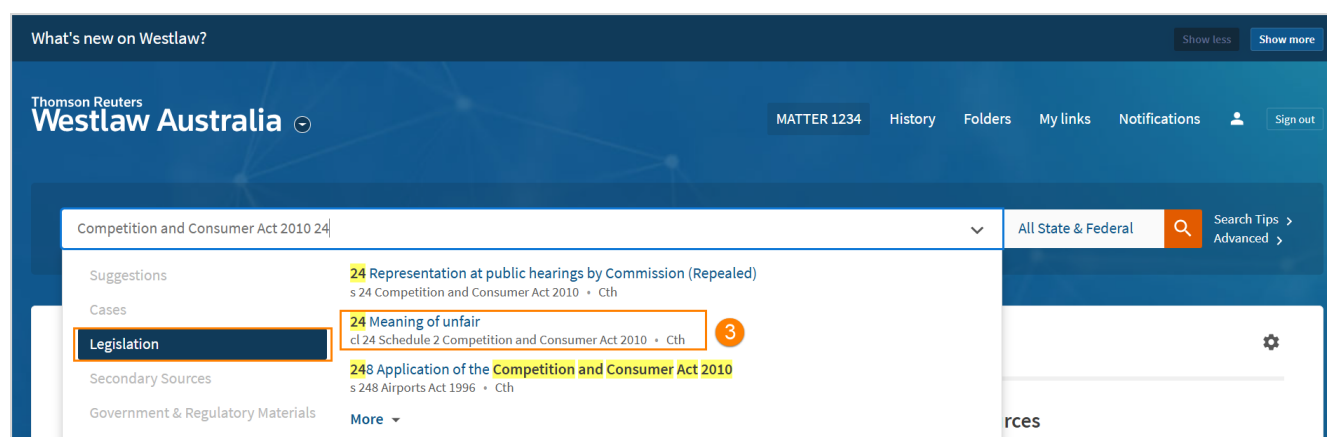 What's new on Westlaw?
Show less
Show more
Thomson Reuters
Westlaw Australia
MATTER 1234
History
Folders
My links
Notifications
Sign out
Competition and Consumer Act 2010 24
All State & Federal
Search Tips
Advanced
Suggestions
Cases
Legislation
Secondary Sources
Government & Regulatory Materials
24 Representation at public hearings by Commission (Repealed)
s 24 Competition and Consumer Act 2010 • Cth
24 Meaning of unfair
cl 24 Schedule 2 Competition and Consumer Act 2010 • Cth
3
248 Application of the Competition and Consumer Act 2010
s 248 Airports Act 1996 • Cth
More
rces